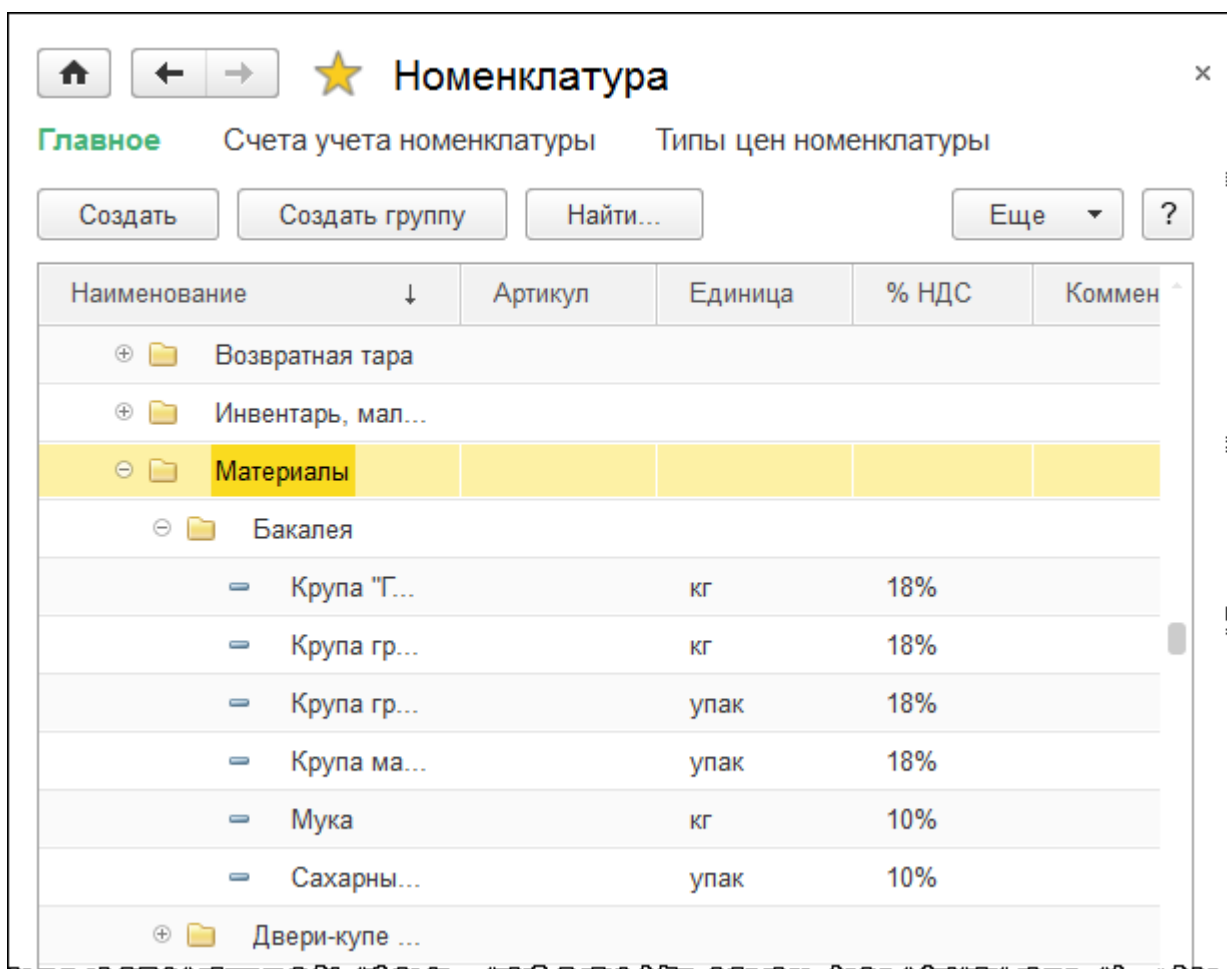 Номенклатура
Главное Счета учета номенклатуры Типы цен номенклатуры
Создать Создать группу Найти... Еще ?
Наименование ↓ Артикул Единица % НДС Коммен
Возвратная тара
Инвентарь, мал...
Материалы
Бакалея
Крупа "Г... кг 18%
Крупа гр... кг 18%
Крупа гр... упак 18%
Крупа ма... упак 18%
Мука кг 10%
Сахарны... упак 10%
Двери-купе ...